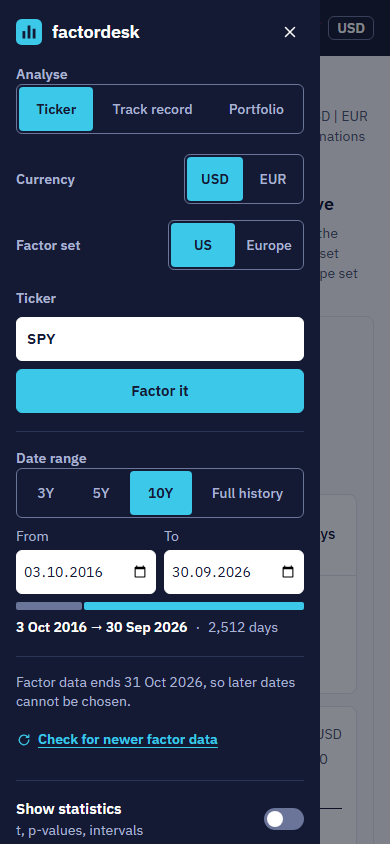 factordesk
USD
Analyse
Ticker Track record Portfolio
Currency USD EUR
Factor set US Europe
Ticker
SPY
Factor it
Date range
3Y 5Y 10Y Full history
From To
03.10.2016 30.09.2026
3 Oct 2016 → 30 Sep 2026 · 2,512 days
Factor data ends 31 Oct 2026, so later dates
cannot be chosen.
Check for newer factor data
Show statistics
t, p-values, intervals
D | EUR
nations
ve
the
set
pe set
ys
USD
0